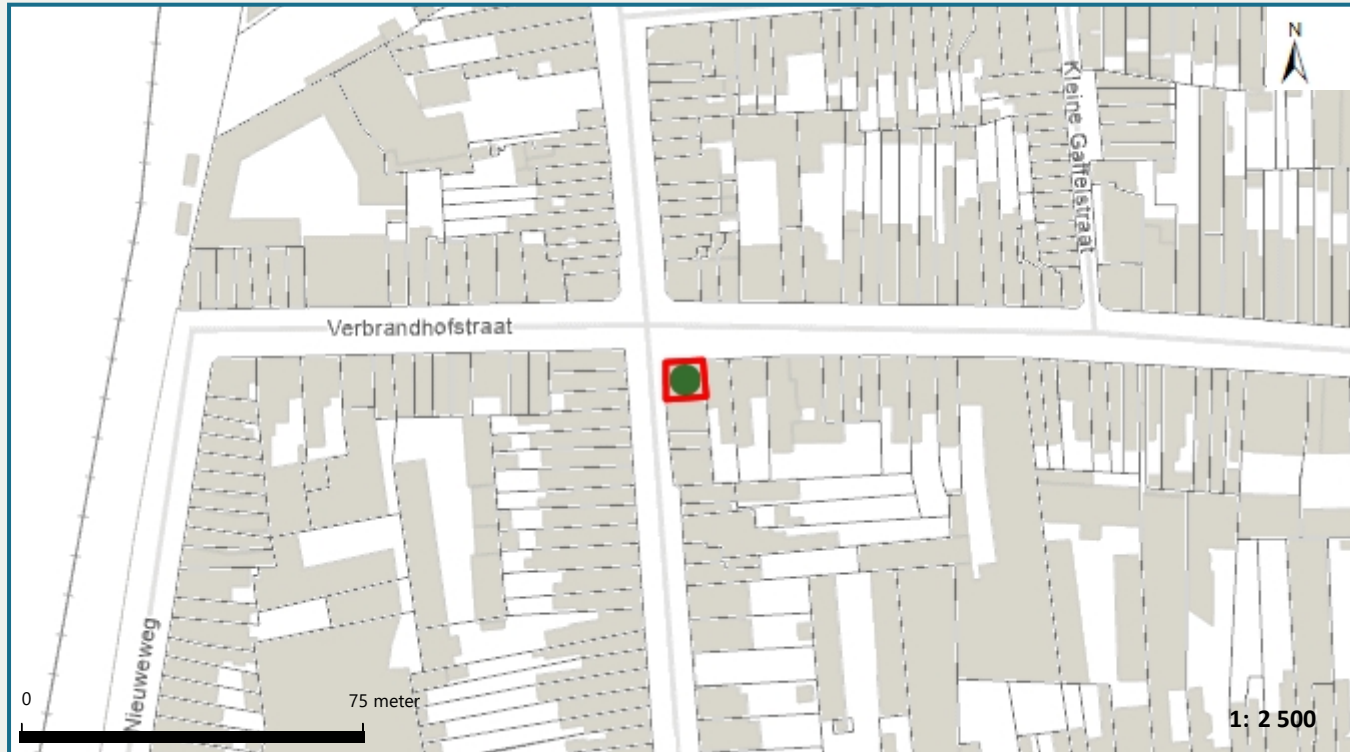 N
Kleine Gaffelstraat
Verbrandhofstraat
Nieuweweg
0
75 meter
1: 2 500